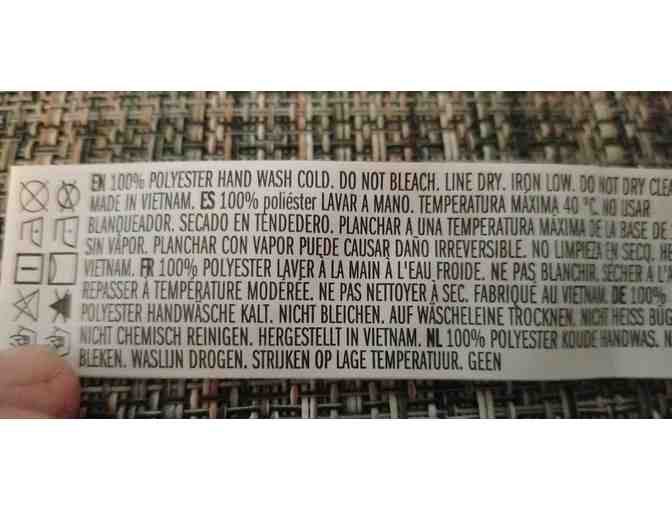 EN 100% POLYESTER HAND WASH COLD. DO NOT BLEACH. LINE DRY. IRON LOW. DO NOT DRY
MADE IN VIETNAM. ES 100% poliéster LAVAR A MANO. TEMPERATURA MÁXIMA 40 °C. NO USAR
BLANQUEADOR. SECADO EN TENDEDERO. PLANCHAR A UNA TEMPERATURA MÁXIMA DE LA BASE DE
SIN VAPOR. PLANCHAR CON VAPOR PUEDE CAUSAR DAÑO IRREVERSIBLE. NO LIMPIEZA EN SECO.
VIETNAM. FR 100% POLYESTER LAVER À LA MAIN À L'EAU FROIDE. NE PAS BLANCHIR. SÉCHER À
REPASSER À TEMPÉRATURE MODÉRÉE. NE PAS NETTOYER À SEC. FABRIQUÉ AU VIETNAM. DE 100%
POLYESTER HANDWÄSCHE KALT. NICHT BLEICHEN. AUF WÄSCHELEINE TROCKNEN. NICHT HEISS
NICHT CHEMISCH REINIGEN. HERGESTELLT IN VIETNAM. NL 100% POLYESTER KOUDE HANDWAS.
BLEKEN. WASLIJN DROGEN. STRIJKEN OP LAGE TEMPERATUUR. GEEN